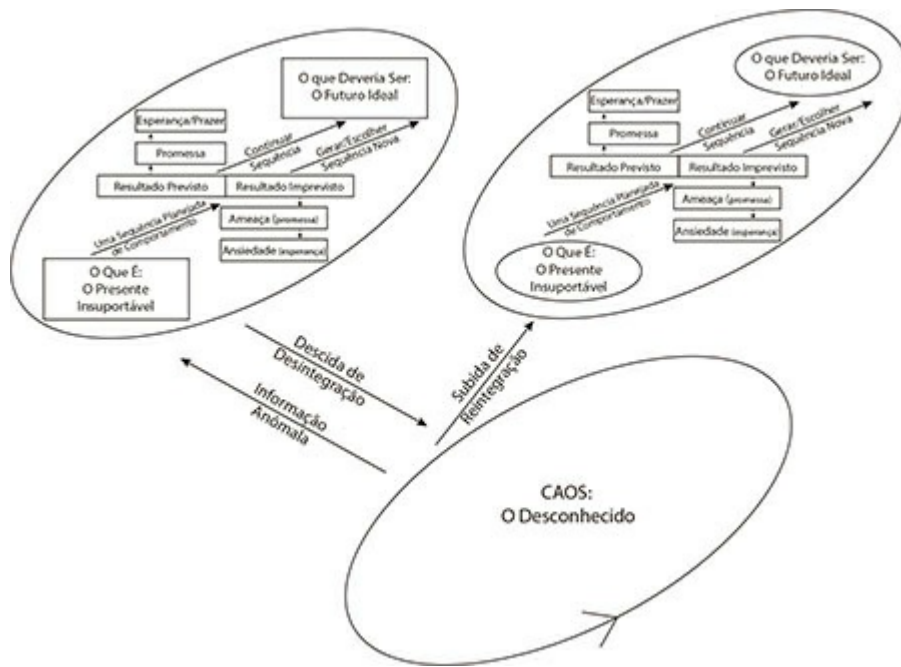 O que Deveria Ser:
O Futuro Ideal
Esperança/Prazer
Promessa
Continuar
Sequência
Gerar/Escolher
Sequência Nova
Resultado Previsto
Resultado Imprevisto
Uma Sequência Planejada
de Comportamento
Ameaça (promessa)
Ansiedade (esperança)
O Que É:
O Presente
Insuportável
O que Deveria Ser:
O Futuro Ideal
Esperança/Prazer
Promessa
Continuar
Sequência
Gerar/Escolher
Sequência Nova
Resultado Previsto
Resultado Imprevisto
Uma Sequência Planejada
de Comportamento
Ameaça (promessa)
Ansiedade (esperança)
O Que É:
O Presente
Insuportável
Descida de
Desintegração
Informação
Anómala
Subida de
Reintegração
CAOS:
O Desconhecido